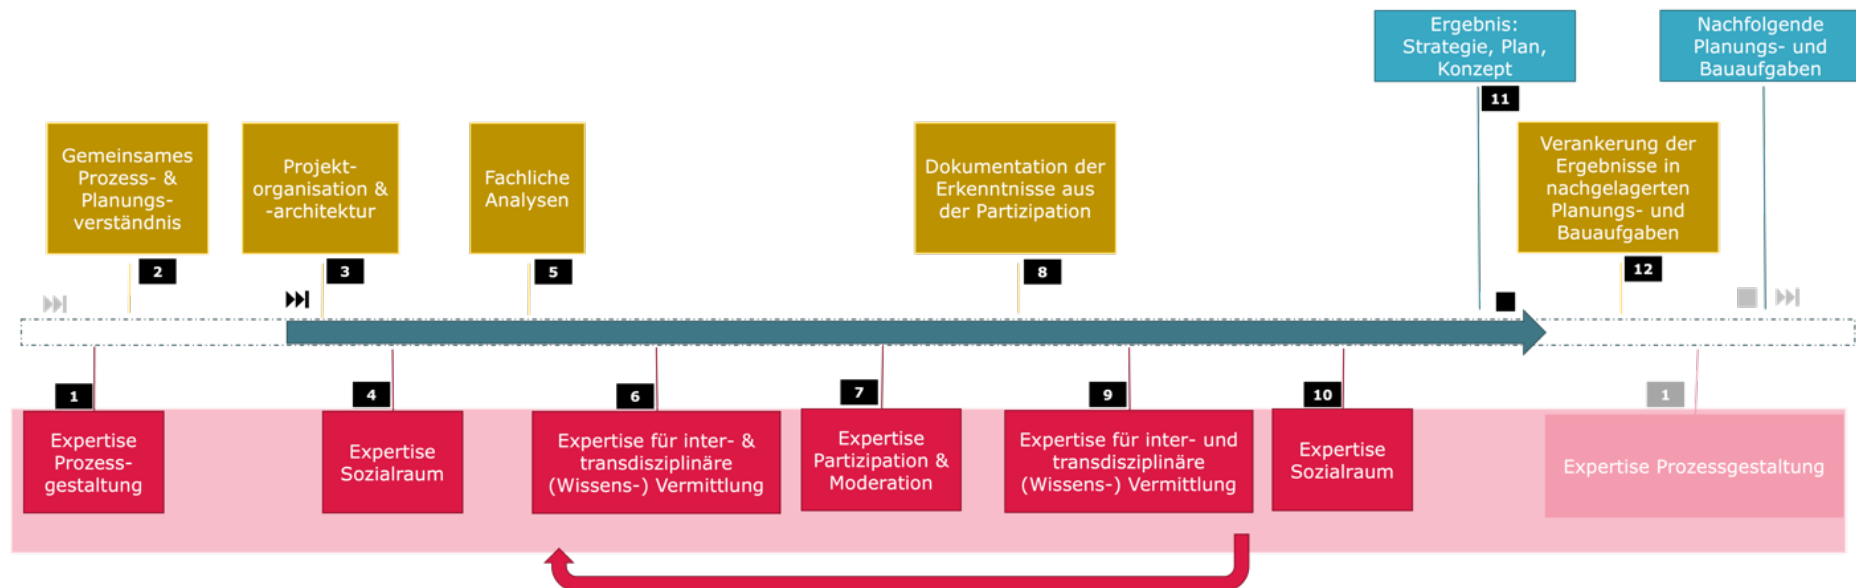 Ergebnis:
Strategie, Plan,
Konzept
Nachfolgende
Planungs- und
Bauaufgaben
11
Gemeinsames
Prozess- &
Planungs-
verständnis
Projekt-
organisation &
-architektur
Fachliche
Analysen
Dokumentation der
Erkenntnisse aus
der Partizipation
Verankerung der
Ergebnisse in
nachgelagerten
Planungs- und
Bauaufgaben
2
3
5
8
12
1
4
6
7
9
10
1
Expertise
Prozess-
gestaltung
Expertise
Sozialraum
Expertise für inter- &
transdisziplinäre
(Wissens-) Vermittlung
Expertise
Partizipation &
Moderation
Expertise für inter- und
transdisziplinäre
(Wissens-) Vermittlung
Expertise
Sozialraum
Expertise Prozessgestaltung